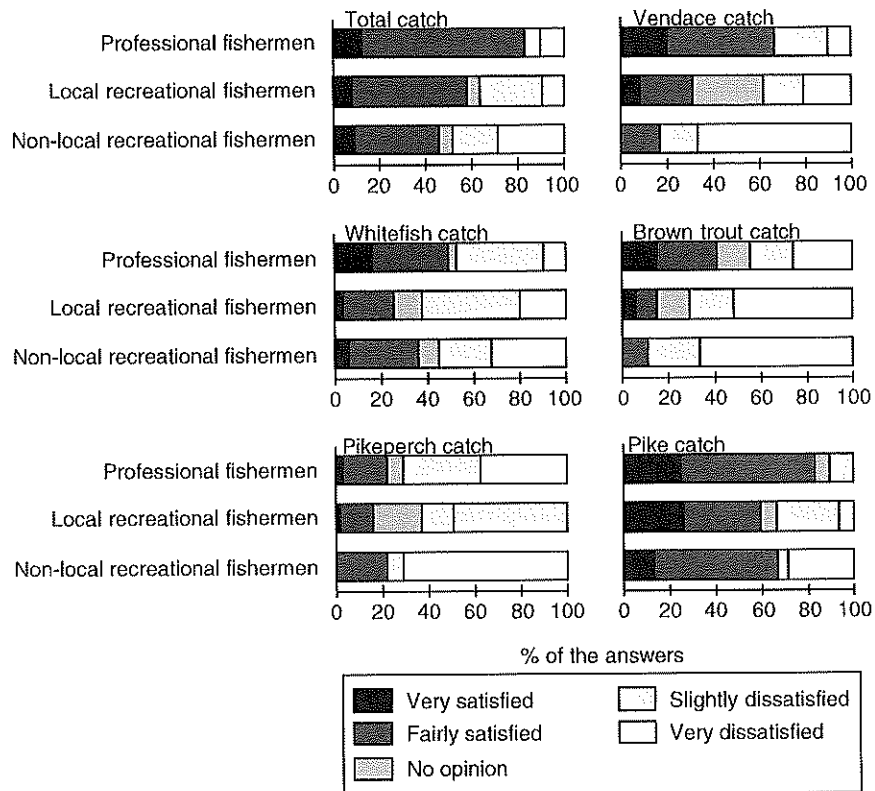 Total catch Vendace catch
Professional fishermen
Local recreational fishermen
Non-local recreational fishermen
0 20 40 60 80 100 0 20 40 60 80 100
Whitefish catch Brown trout catch
Professional fishermen
Local recreational fishermen
Non-local recreational fishermen
0 20 40 60 80 100 0 20 40 60 80 100
Pikeperch catch Pike catch
Professional fishermen
Local recreational fishermen
Non-local recreational fishermen
0 20 40 60 80 100 0 20 40 60 80 100
% of the answers
Very satisfied Slightly dissatisfied
Fairly satisfied Very dissatisfied
No opinion